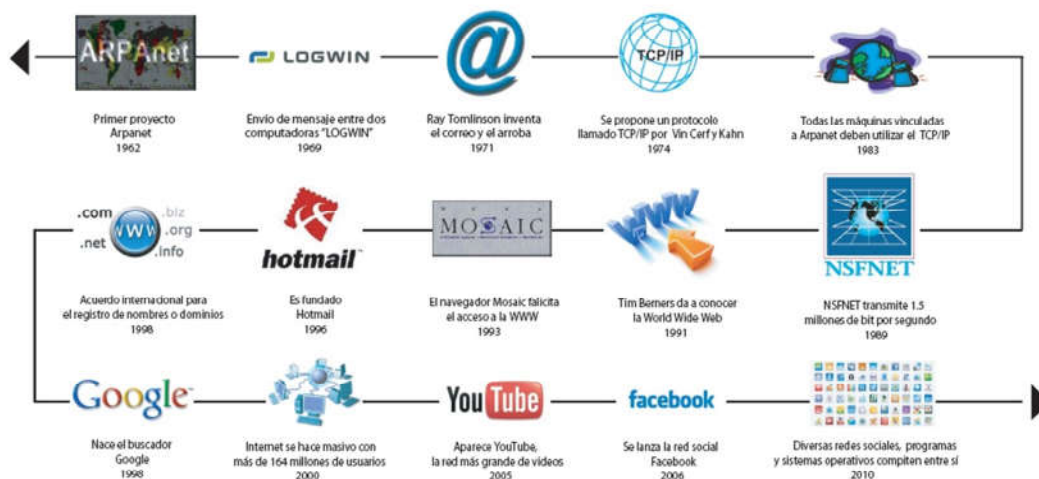 ARPAnet
LOGWIN
@
TCP/IP
Primer proyecto
Arpanet
1962
Envío de mensaje entre dos
computadoras "LOGWIN"
1969
Ray Tomlinson inventa
el correo y el arroba
1971
Se propone un protocolo
llamado TCP/IP por Vin Cerf y Kahn
1974
Todas las máquinas vinculadas
a Arpanet deben utilizar el TCP/IP
1983
NSFNET
WWW
MOSAIC
hotmail
.com
.net
www
.biz
.org
.info
NSFNET transmite 1.5
millones de bit por segundo
1989
Tim Berners da a conocer
la World Wide Web
1991
El navegador Mosaic falicita
el acceso a la WWW
1993
Es fundado
Hotmail
1996
Acuerdo internacional para
el registro de nombres o dominios
1998
Google
YouTube
facebook
Nace el buscador
Google
1998
Internet se hace masivo con
más de 164 millones de usuarios
2000
Aparece YouTube,
la red más grande de videos
2005
Se lanza la red social
Facebook
2006
Diversas redes sociales, programas
y sistemas operativos compiten entre sí
2010